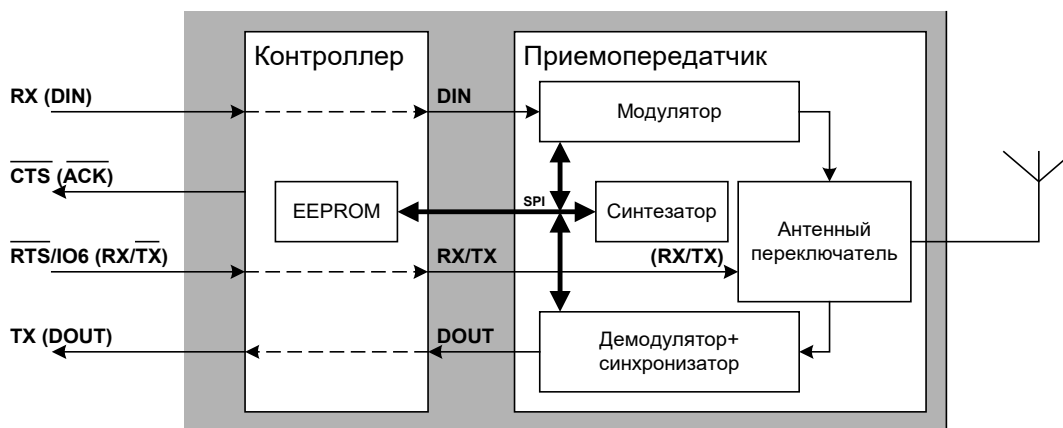 Контроллер
Приемопередатчик
RX (DIN)
DIN
Модулятор
CTS (ACK)
EEPROM
SPI
Синтезатор
Антенный
переключатель
RTS/IO6 (RX/TX)
RX/TX
(RX/TX)
TX (DOUT)
DOUT
Демодулятор+
синхронизатор